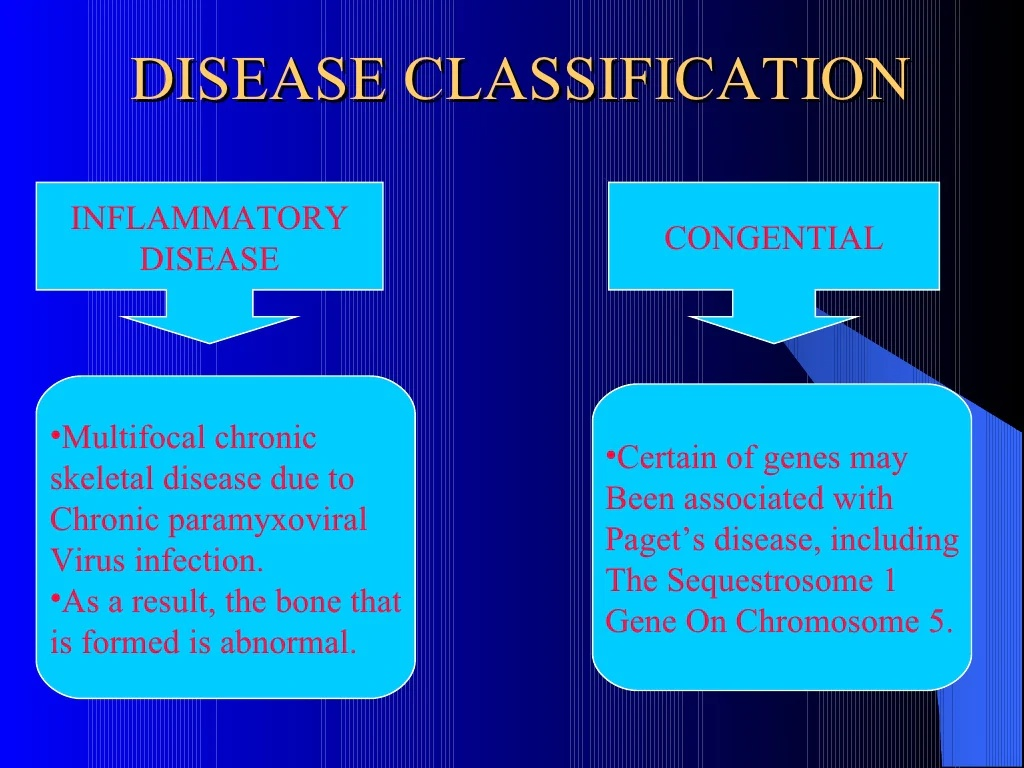 DISEASE CLASSIFICATION
INFLAMMATORY
DISEASE
CONGENTIAL
•Multifocal chronic
skeletal disease due to
Chronic paramyxoviral
Virus infection.
•As a result, the bone that
is formed is abnormal.
•Certain of genes may
Been associated with
Paget’s disease, including
The Sequestrosome 1
Gene On Chromosome 5.